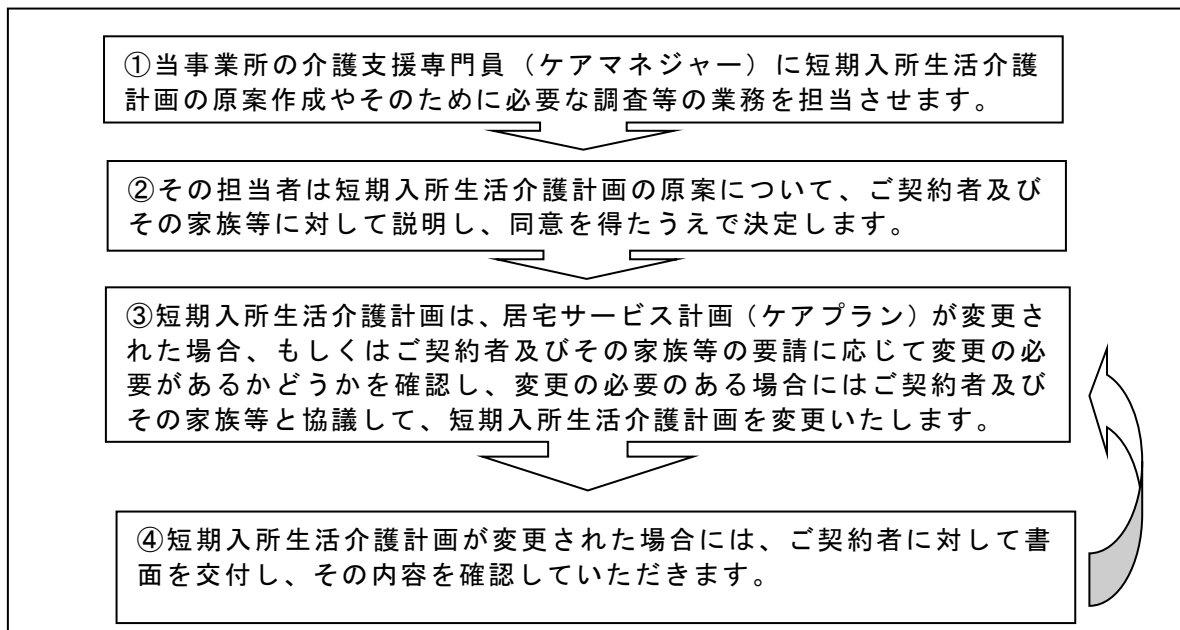 ①当事業所の介護支援専門員（ケアマネジャー）に短期入所生活介護
計画の原案作成やそのために必要な調査等の業務を担当させます。
②その担当者は短期入所生活介護計画の原案について、ご契約者及び
その家族等に対して説明し、同意を得たうえで決定します。
③短期入所生活介護計画は、居宅サービス計画（ケアプラン）が変更さ
れた場合、もしくはご契約者及びその家族等の要請に応じて変更の必
要があるかどうかを確認し、変更の必要のある場合にはご契約者及び
その家族等と協議して、短期入所生活介護計画を変更いたします。
④短期入所生活介護計画が変更された場合には、ご契約者に対して書
面を交付し、その内容を確認していただきます。